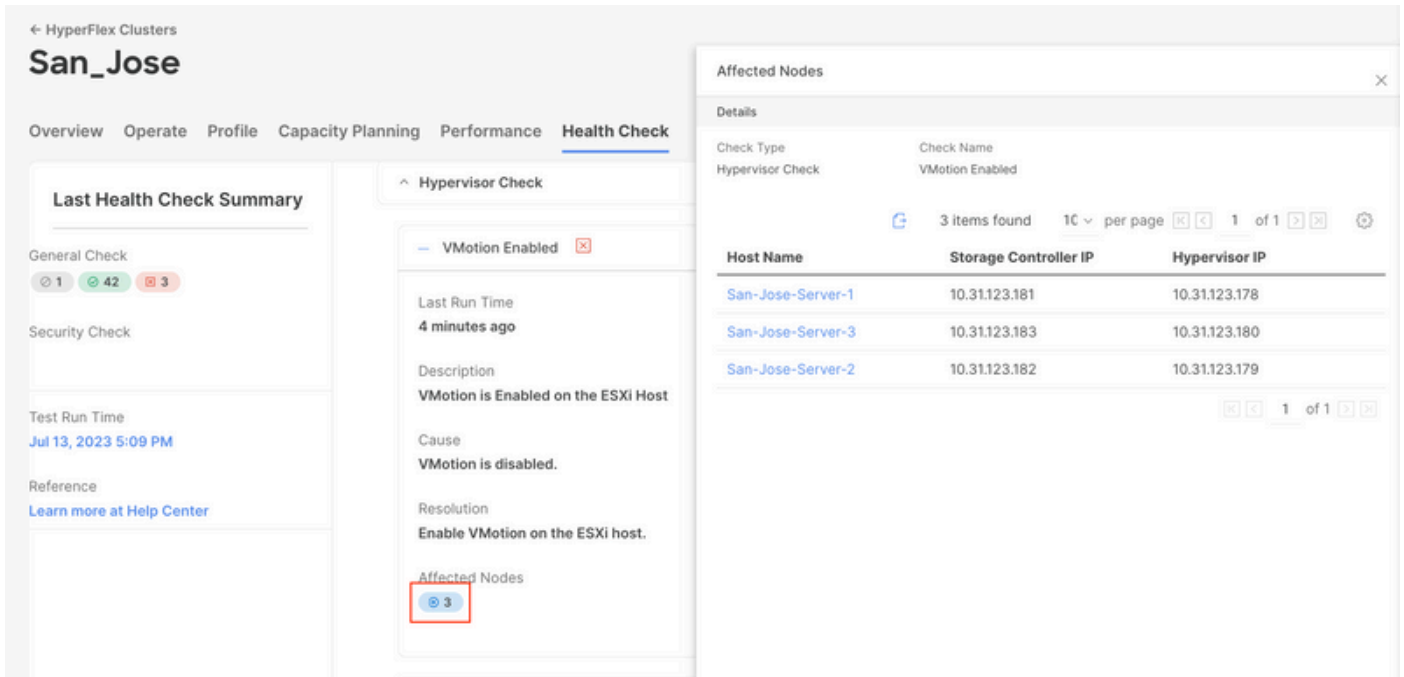 ← HyperFlex Clusters
San_Jose
Overview Operate Profile Capacity Planning Performance Health Check
Last Health Check Summary
General Check
1 42 3
Security Check
Test Run Time
Jul 13, 2023 5:09 PM
Reference
Learn more at Help Center
Hypervisor Check
VMotion Enabled
Last Run Time
4 minutes ago
Description
VMotion is Enabled on the ESXi Host
Cause
VMotion is disabled.
Resolution
Enable VMotion on the ESXi host.
Affected Nodes
3
Affected Nodes
Details
Check Type Check Name
Hypervisor Check VMotion Enabled
3 items found 10 per page 1 of 1
Host Name Storage Controller IP Hypervisor IP
San-Jose-Server-1 10.31.123.181 10.31.123.178
San-Jose-Server-3 10.31.123.183 10.31.123.180
San-Jose-Server-2 10.31.123.182 10.31.123.179
1 of 1